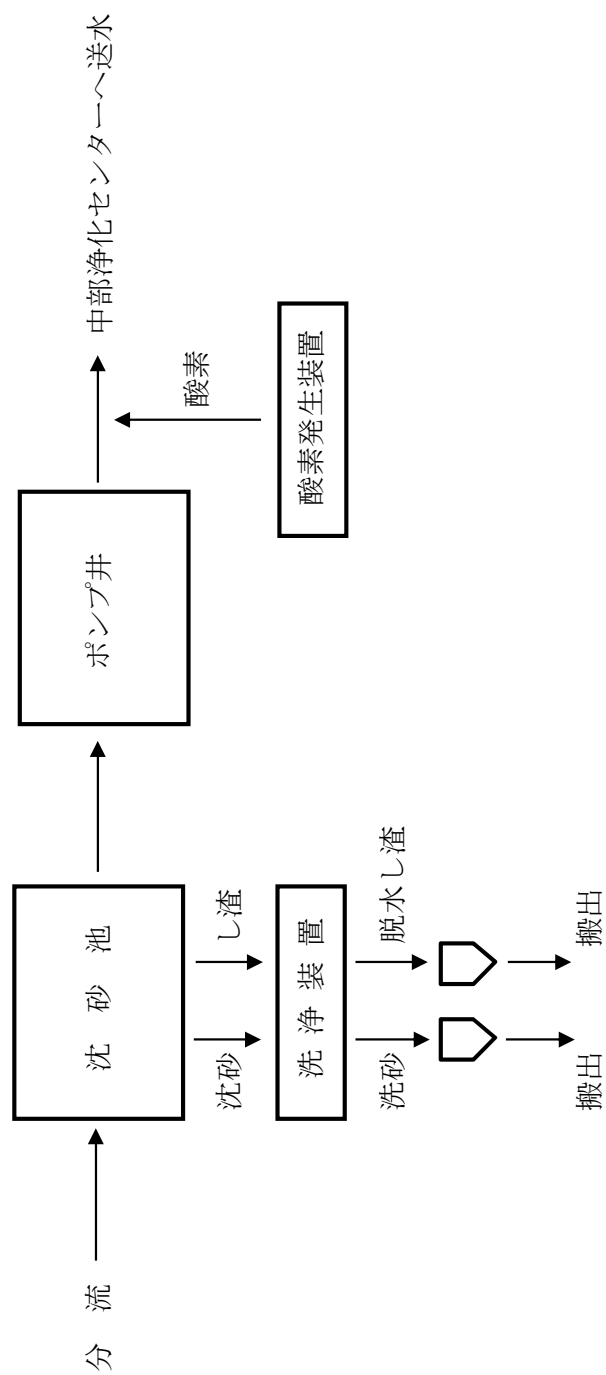 分　流
沈　砂　池
ポンプ井
中部浄化センターへ送水
酸素
酸素発生装置
沈砂
し渣
洗　浄　装　置
洗砂
脱水し渣
搬出
搬出